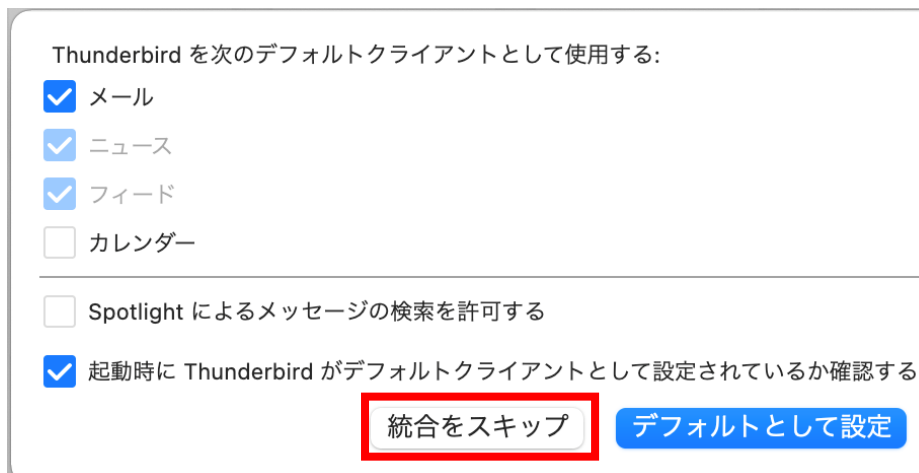 Thunderbird を次のデフォルトクライアントとして使用する:
メール
ニュース
フィード
カレンダー
Spotlight によるメッセージの検索を許可する
起動時に Thunderbird がデフォルトクライアントとして設定されているか確認する
統合をスキップ
デフォルトとして設定